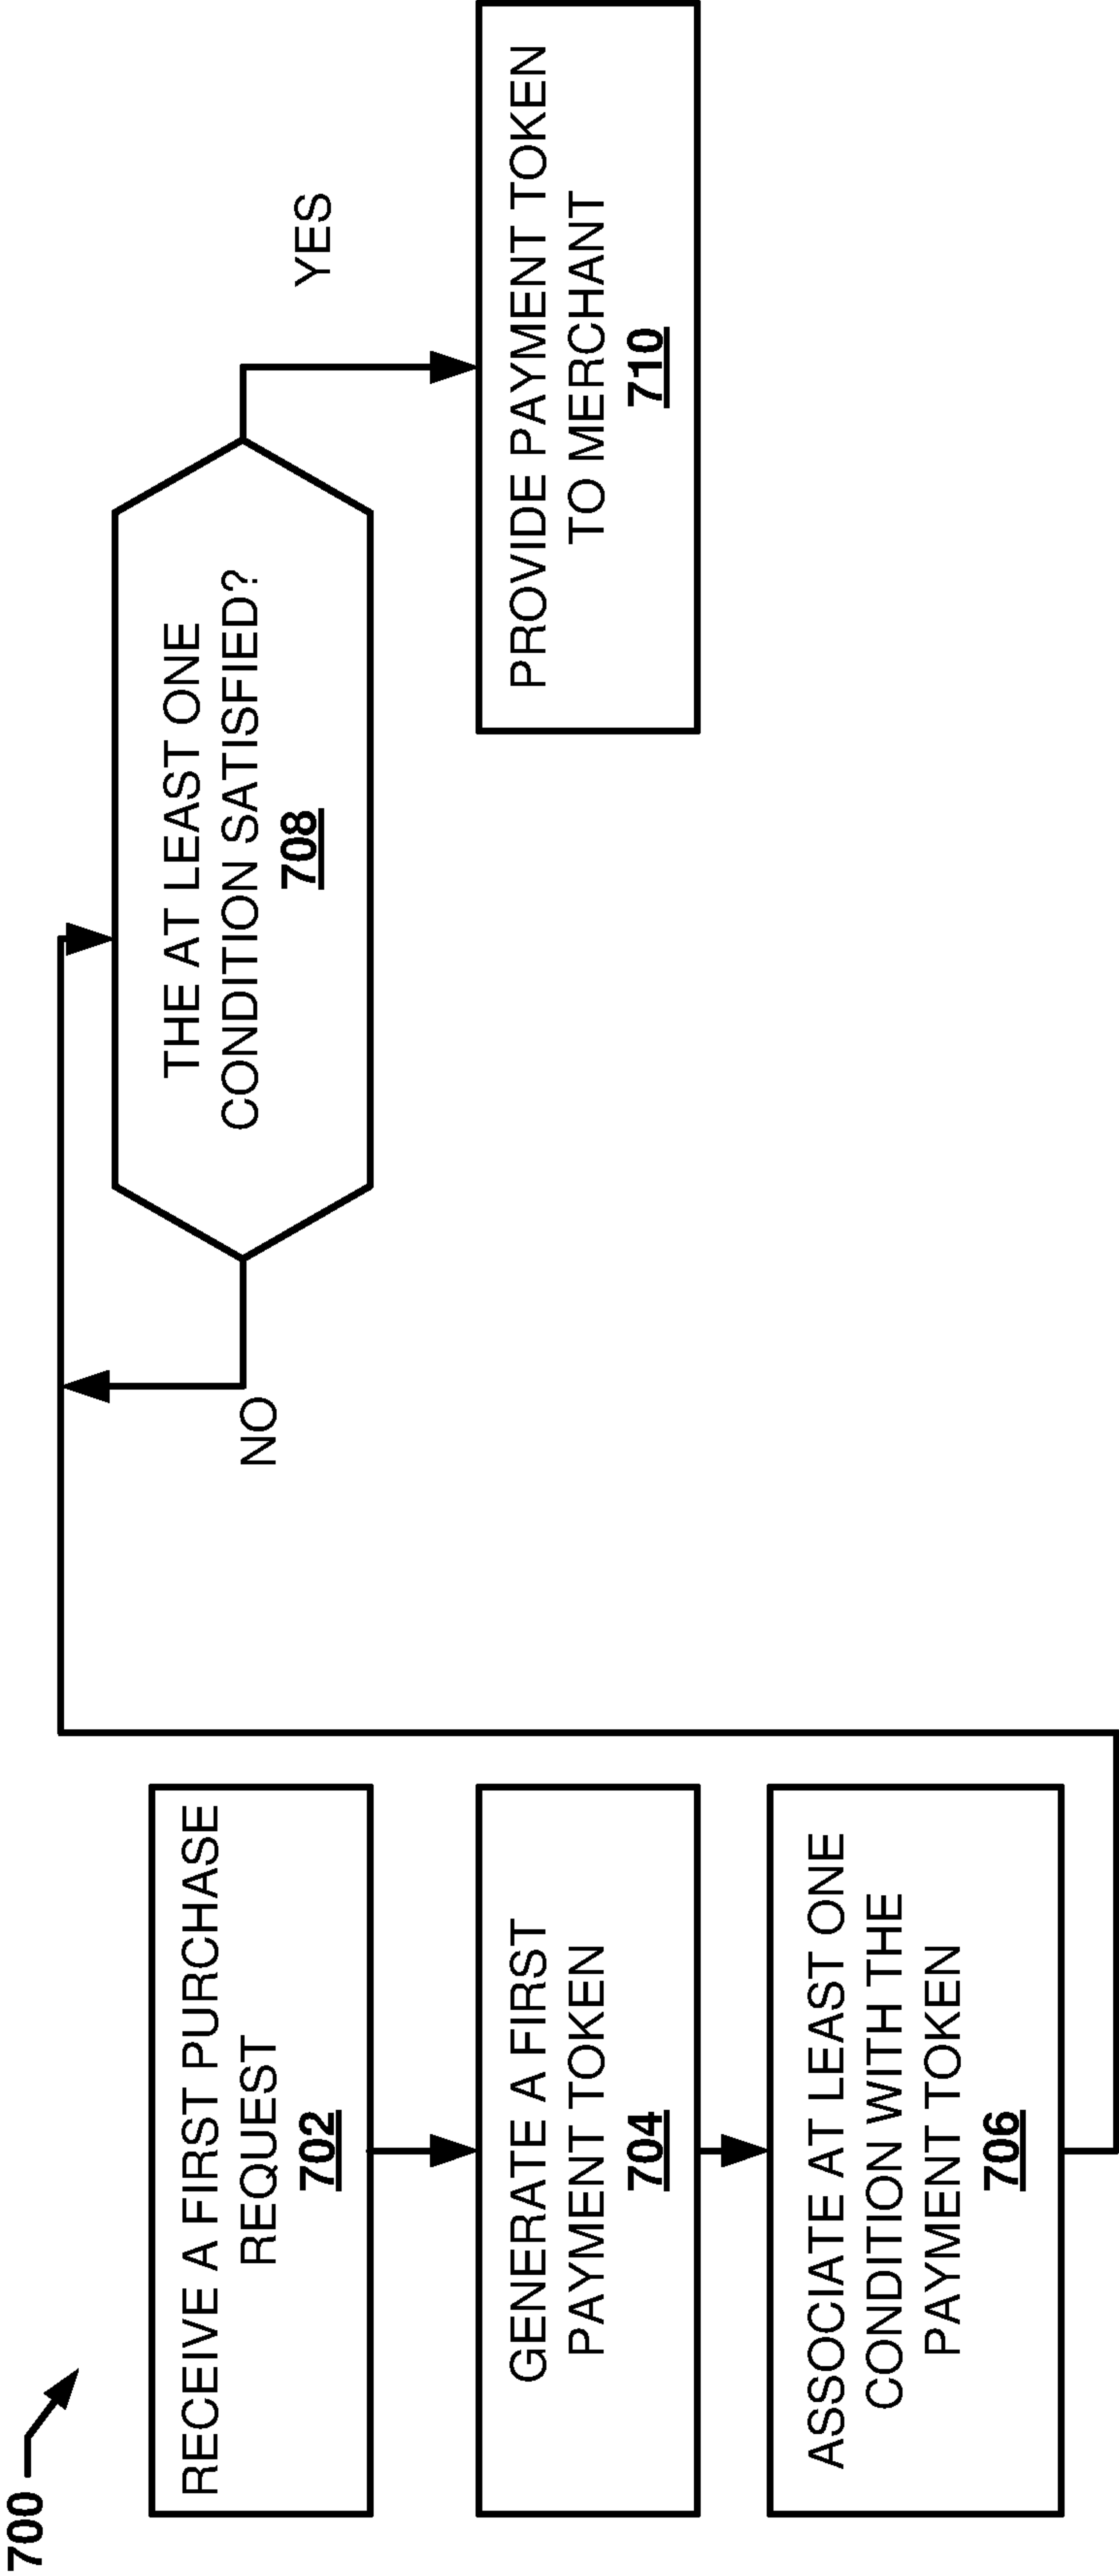 700
RECEIVE A FIRST PURCHASE
REQUEST
702
GENERATE A FIRST
PAYMENT TOKEN
704
ASSOCIATE AT LEAST ONE
CONDITION WITH THE
PAYMENT TOKEN
706
THE AT LEAST ONE
CONDITION SATISFIED?
708
NO
YES
PROVIDE PAYMENT TOKEN
TO MERCHANT
710